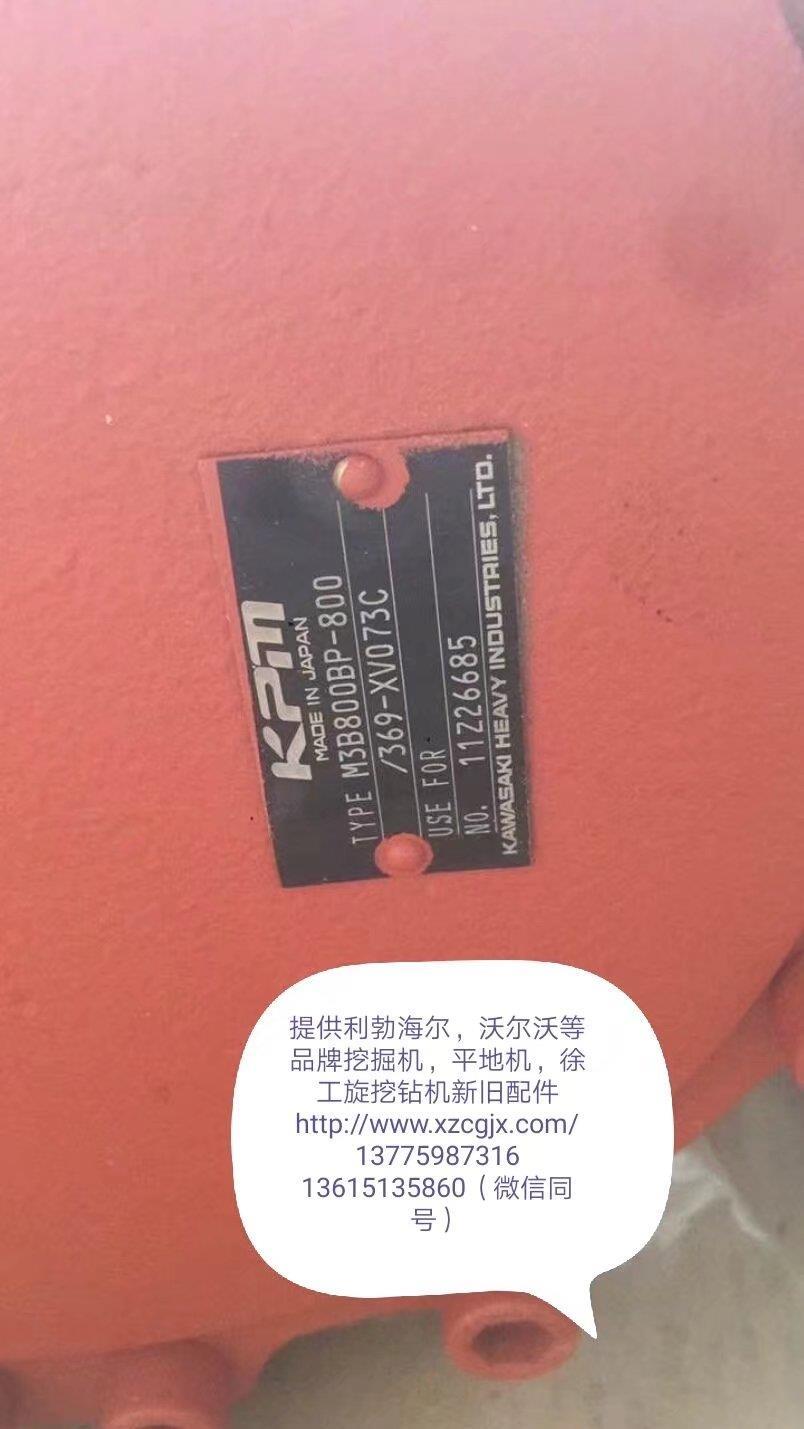 KPM
MADE IN JAPAN
TYPE M3B800BP-800
/369-XV073C
USE FOR
NO. 11Z26685
KAWASAKI HEAVY INDUSTRIES, LTD.
提供利勃海尔，沃尔沃等
品牌挖掘机，平地机，徐
工旋挖钻机新旧配件
http://www.xzcgjx.com/
13775987316
13615135860（微信同
号）